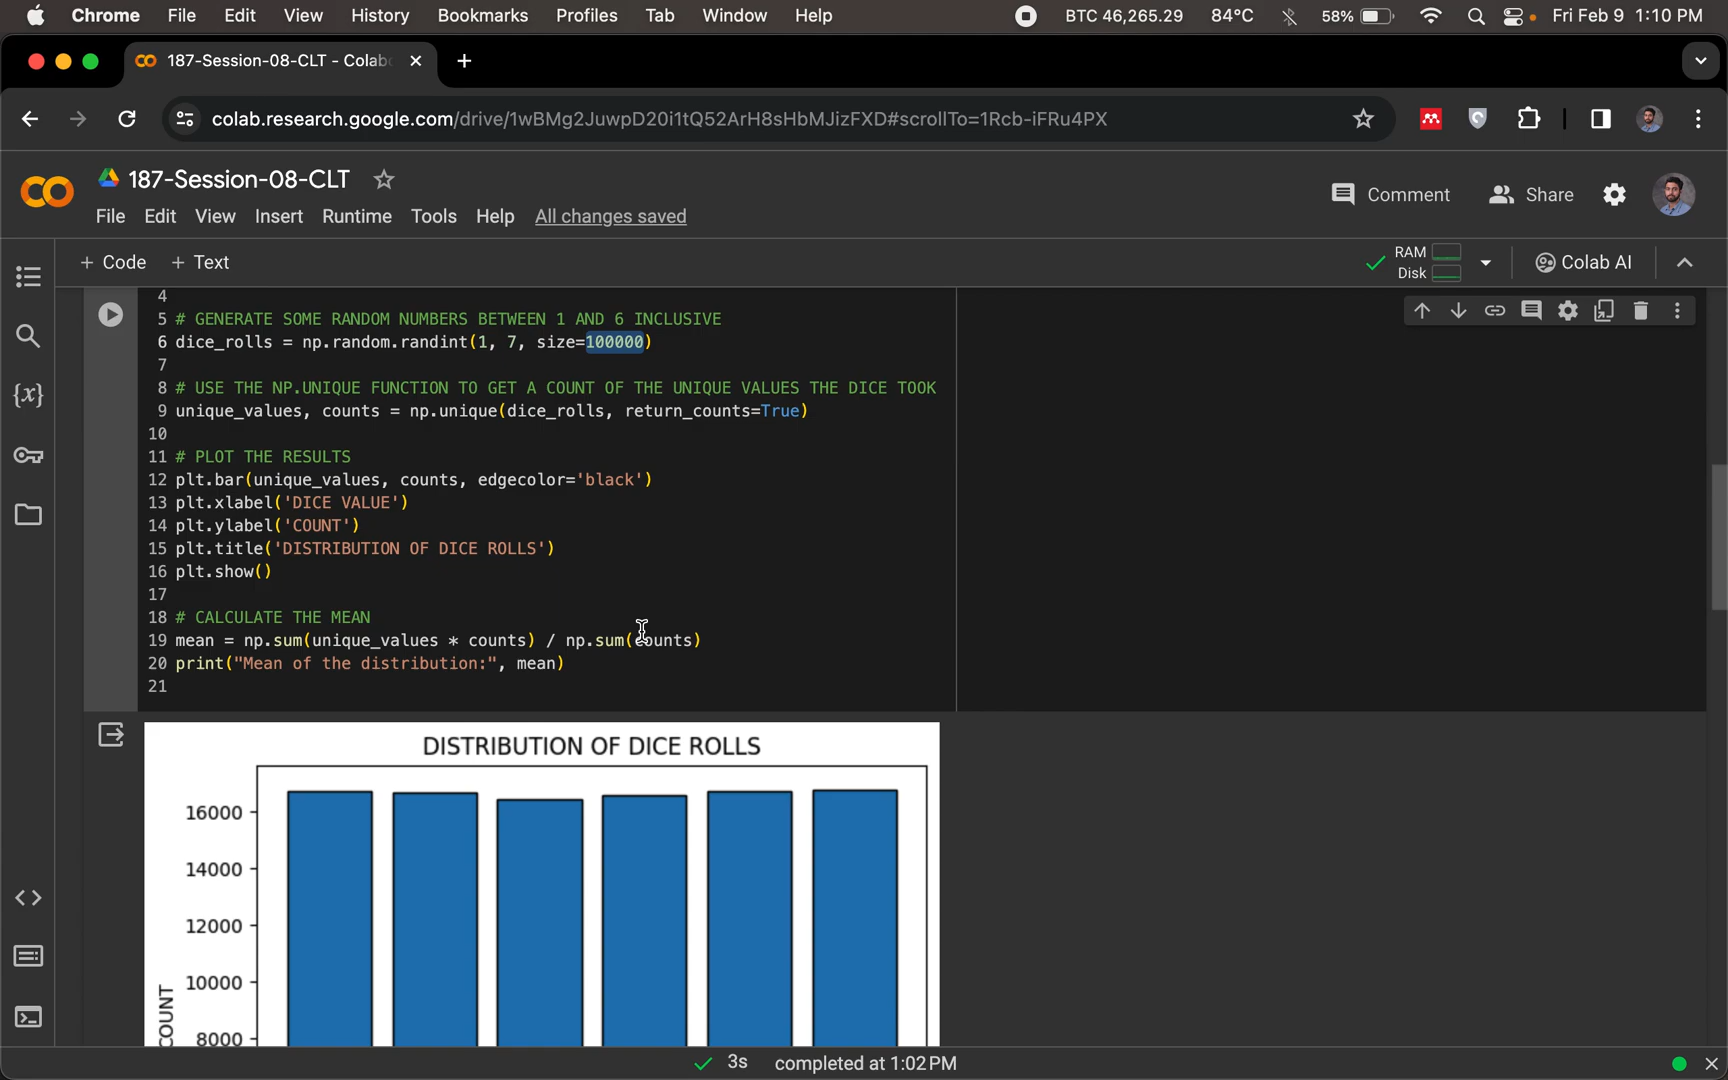 Chrome File Edit View History Bookmarks Profiles Tab Window Help BTC 46,265.29 84°C 58% Fri Feb 9 1:10 PM
187-Session-08-CLT - Colab
colab.research.google.com/drive/1wBMg2JuwpD20i1tQ52ArH8sHbMJizFXD#scrollTo=1Rcb-iFRu4PX
187-Session-08-CLT
Comment Share
File Edit View Insert Runtime Tools Help All changes saved
+ Code + Text
RAM
Disk
Colab AI
4
5 # GENERATE SOME RANDOM NUMBERS BETWEEN 1 AND 6 INCLUSIVE
6 dice_rolls = np.random.randint(1, 7, size=100000)
7
8 # USE THE NP.UNIQUE FUNCTION TO GET A COUNT OF THE UNIQUE VALUES THE DICE TOOK
9 unique_values, counts = np.unique(dice_rolls, return_counts=True)
10
11 # PLOT THE RESULTS
12 plt.bar(unique_values, counts, edgecolor='black')
13 plt.xlabel('DICE VALUE')
14 plt.ylabel('COUNT')
15 plt.title('DISTRIBUTION OF DICE ROLLS')
16 plt.show()
17
18 # CALCULATE THE MEAN
19 mean = np.sum(unique_values * counts) / np.sum(counts)
20 print("Mean of the distribution:", mean)
21
{x}
DISTRIBUTION OF DICE ROLLS
16000
14000
12000
10000
8000
COUNT
3s completed at 1:02 PM